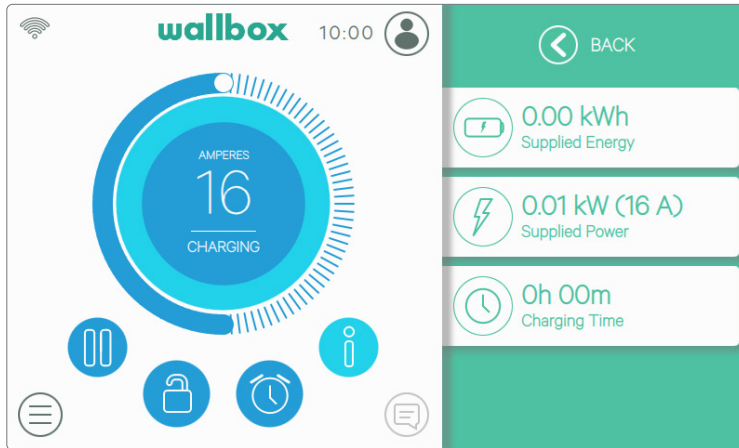 wallbox
10:00
AMPERES
16
CHARGING
BACK
0.00 kWh
Supplied Energy
0.01 kW (16 A)
Supplied Power
0h 00m
Charging Time